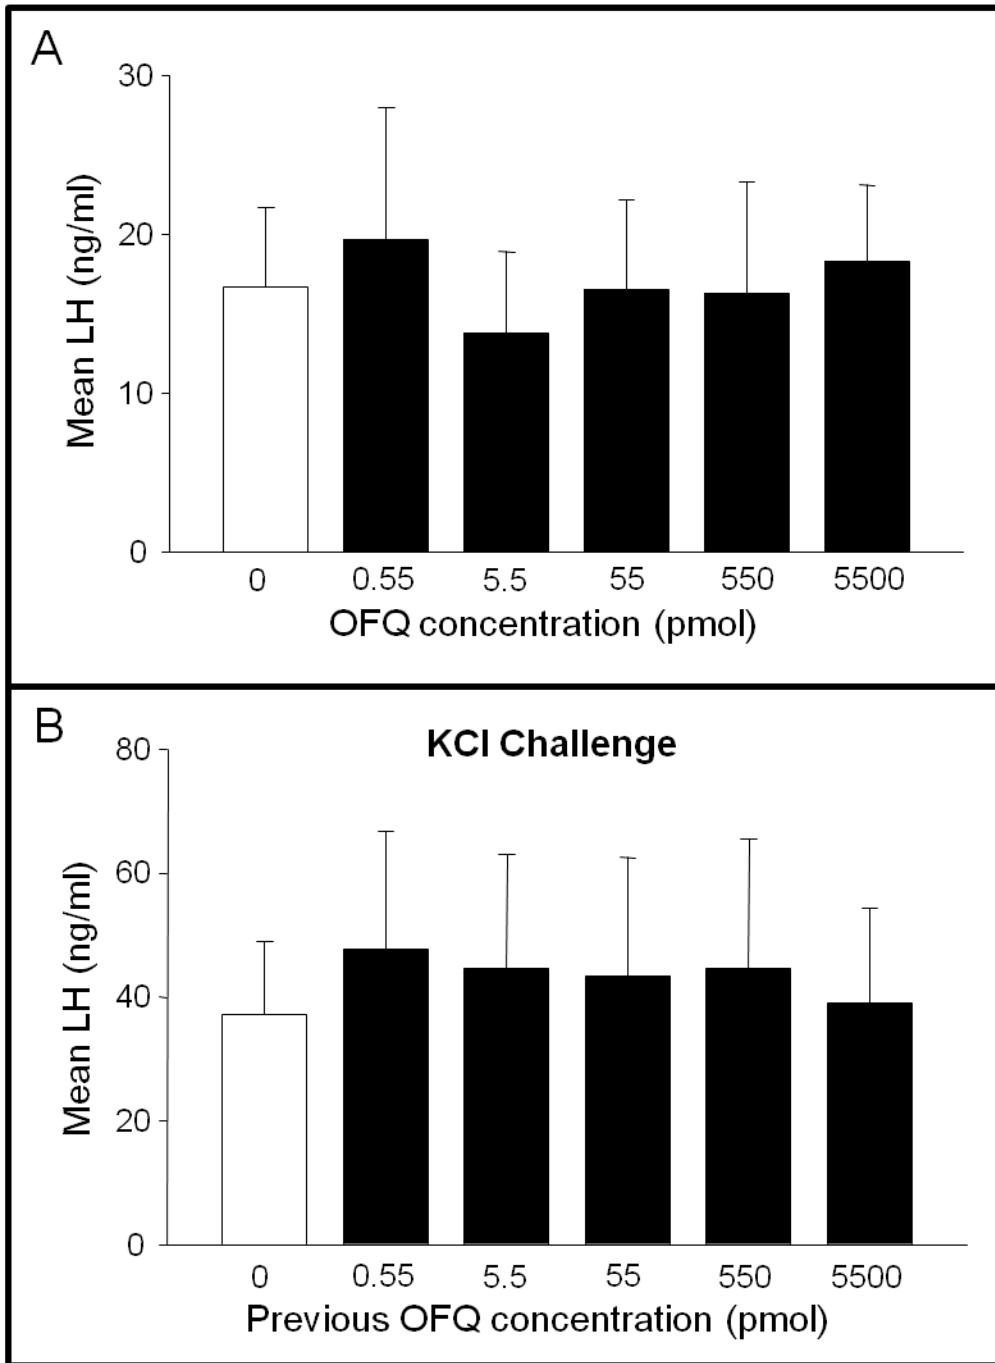 A
30
20
10
0
Mean LH (ng/ml)
0 0.55 5.5 55 550 5500
OFQ concentration (pmol)
B
KCl Challenge
80
60
40
20
0
Mean LH (ng/ml)
0 0.55 5.5 55 550 5500
Previous OFQ concentration (pmol)